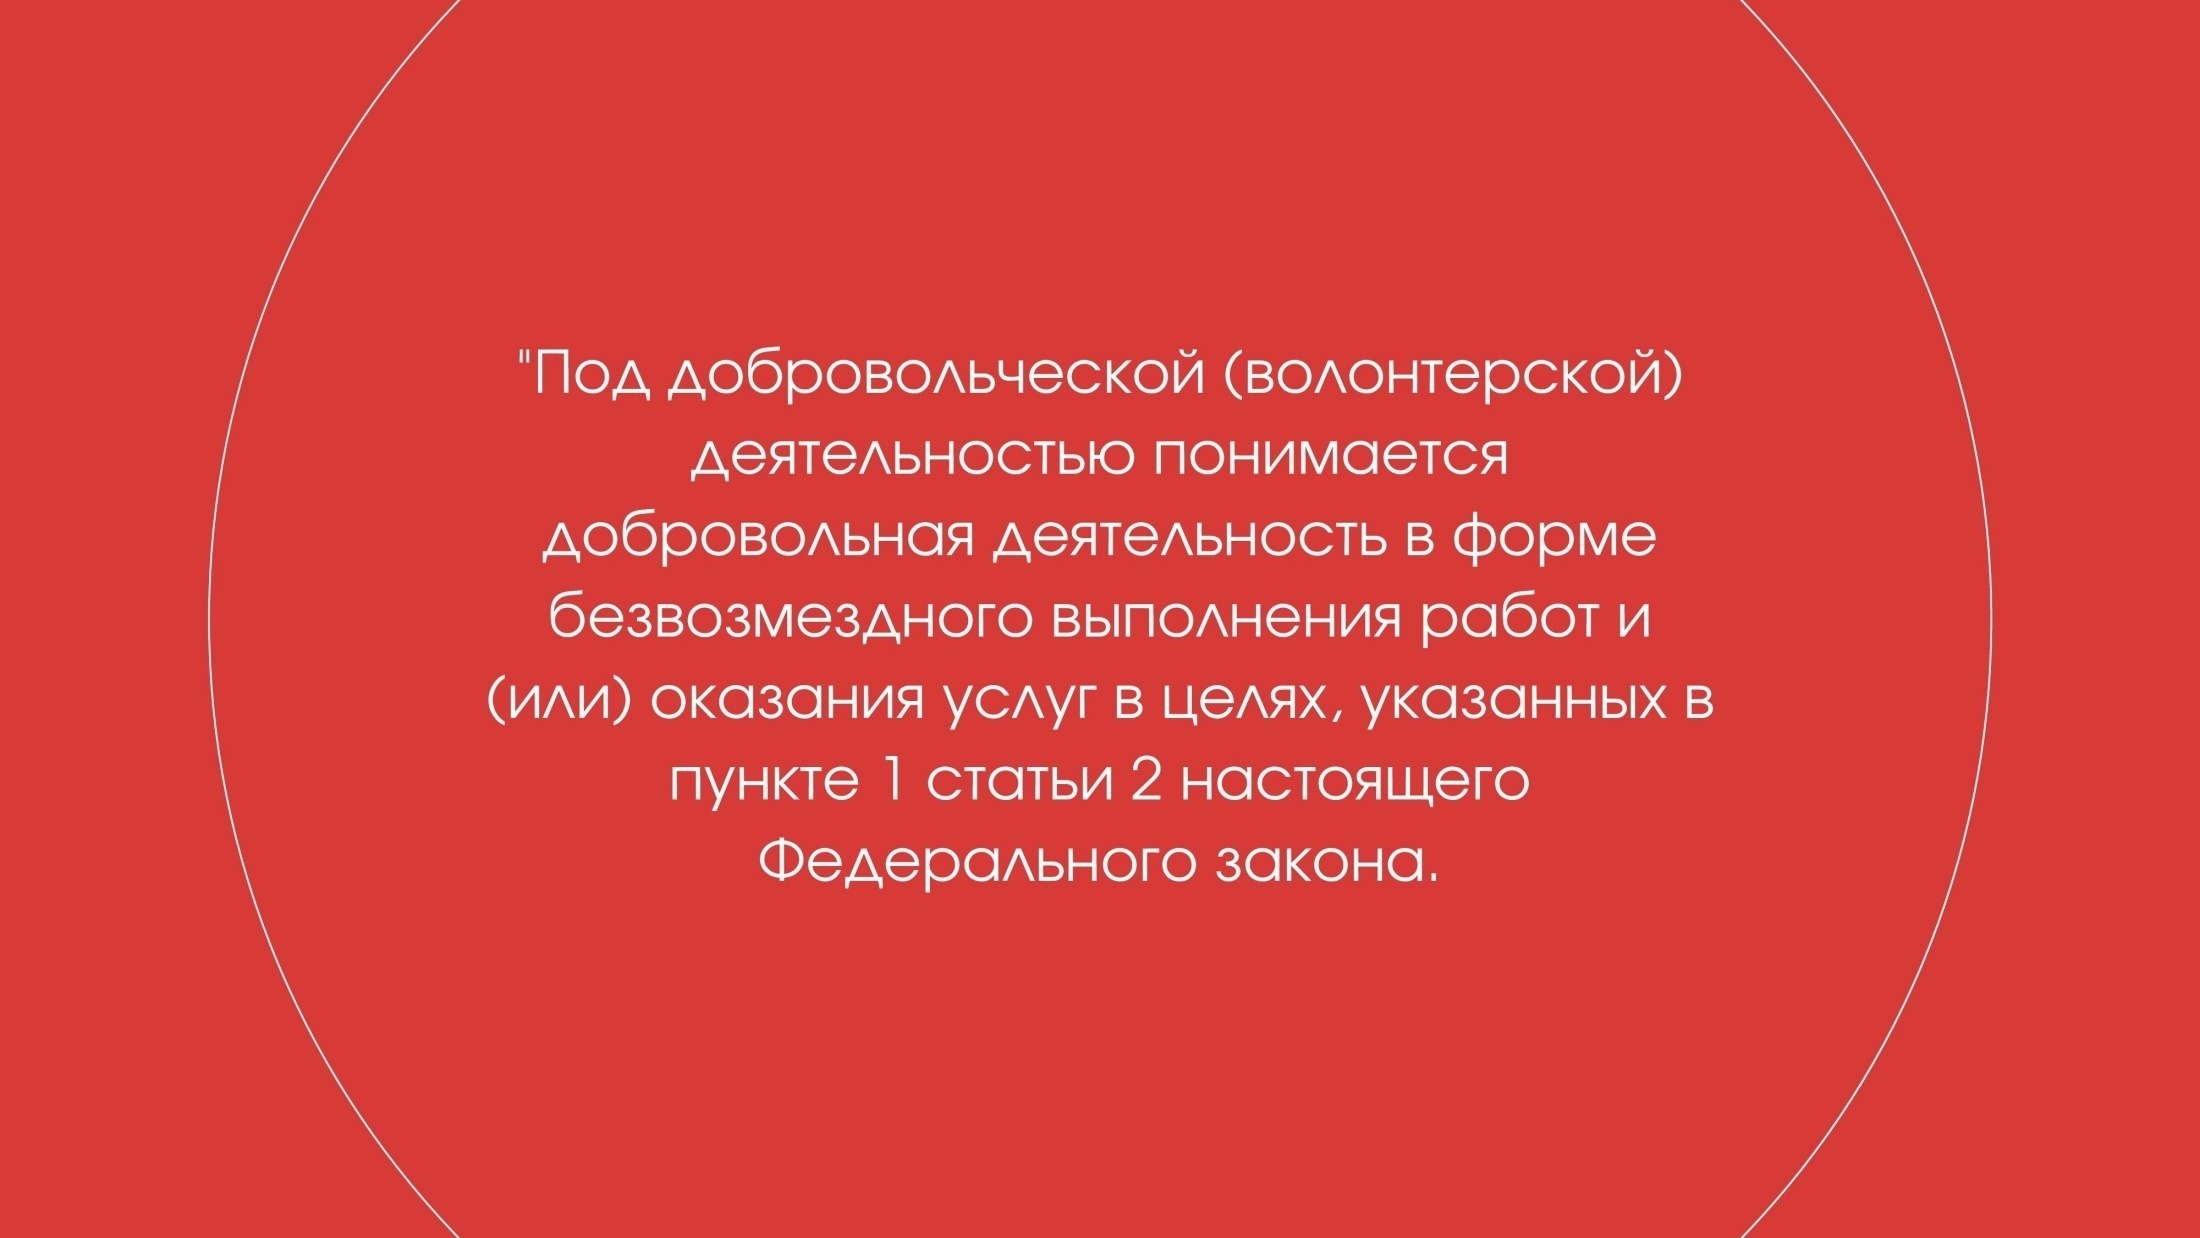 "Под добровольческой (волонтерской)
деятельностью понимается
добровольная деятельность в форме
безвозмездного выполнения работ и
(или) оказания услуг в целях, указанных в
пункте 1 статьи 2 настоящего
Федерального закона.